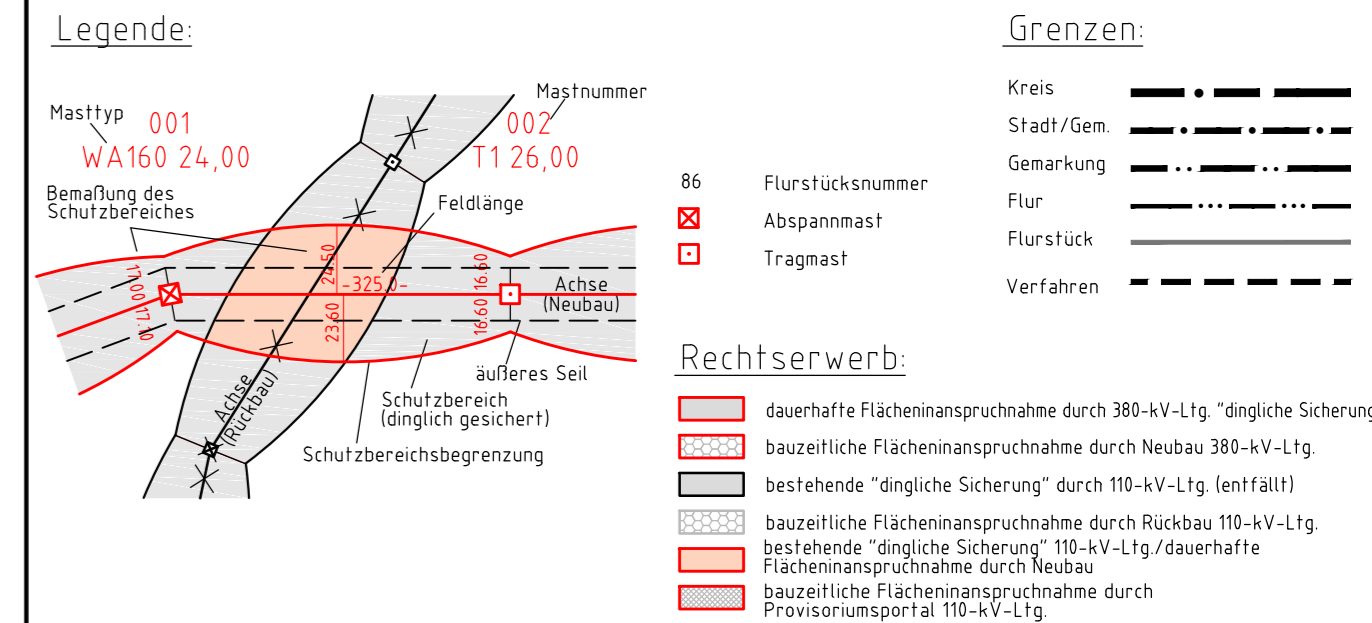 Legende:
Masttyp
001
WA160 24,00
Mastnummer
002
T1 26,00
Bemaßung des
Schutzbereiches
Feldlänge
17.00
17.10
24.50
23.60
-325.0-
16.60
16.60
Achse
(Neubau)
äußeres Seil
Schutzbereich
(dinglich gesichert)
Schutzbereichsbegrenzung
Achse
(Rückbau)
86
Flurstücksnummer
Abspannmast
Tragmast
Grenzen:
Kreis
Stadt/Gem.
Gemarkung
Flur
Flurstück
Verfahren
Rechtserwerb:
dauerhafte Flächeninanspruchnahme durch 380-kV-Ltg. "dingliche Sicherung
bauzeitliche Flächeninanspruchnahme durch Neubau 380-kV-Ltg.
bestehende "dingliche Sicherung" durch 110-kV-Ltg. (entfällt)
bauzeitliche Flächeninanspruchnahme durch Rückbau 110-kV-Ltg.
bestehende "dingliche Sicherung" 110-kV-Ltg./dauerhafte
Flächeninanspruchnahme durch Neubau
bauzeitliche Flächeninanspruchnahme durch
Provisoriumsportal 110-kV-Ltg.